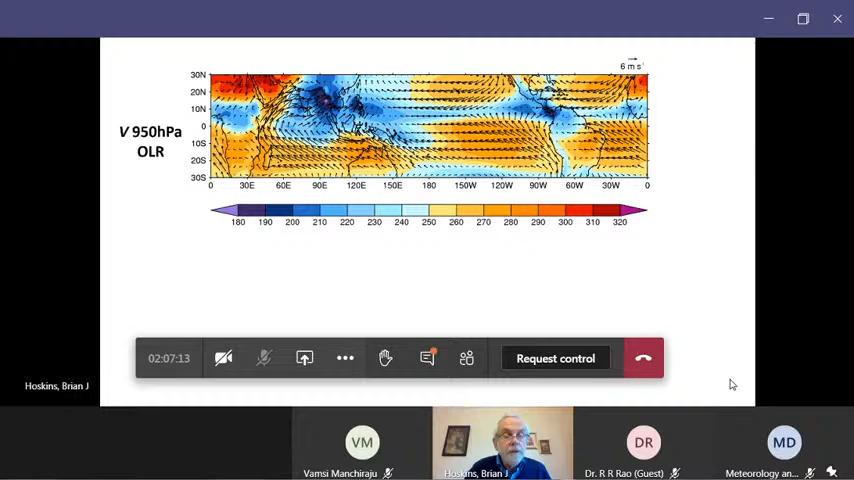 6 m s⁻
30N
20N
10N
0
10S
20S
30S
V 950hPa
OLR
0 30E 60E 90E 120E 150E 180 150W 120W 90W 60W 30W 0
180 190 200 210 220 230 240 250 260 270 280 290 300 310 320
02:07:13
Request control
Hoskins, Brian J
VM
DR
MD
Vamsi Manchiraju
Hoskins, Brian J
Dr. R R Rao (Guest)
Meteorology an...